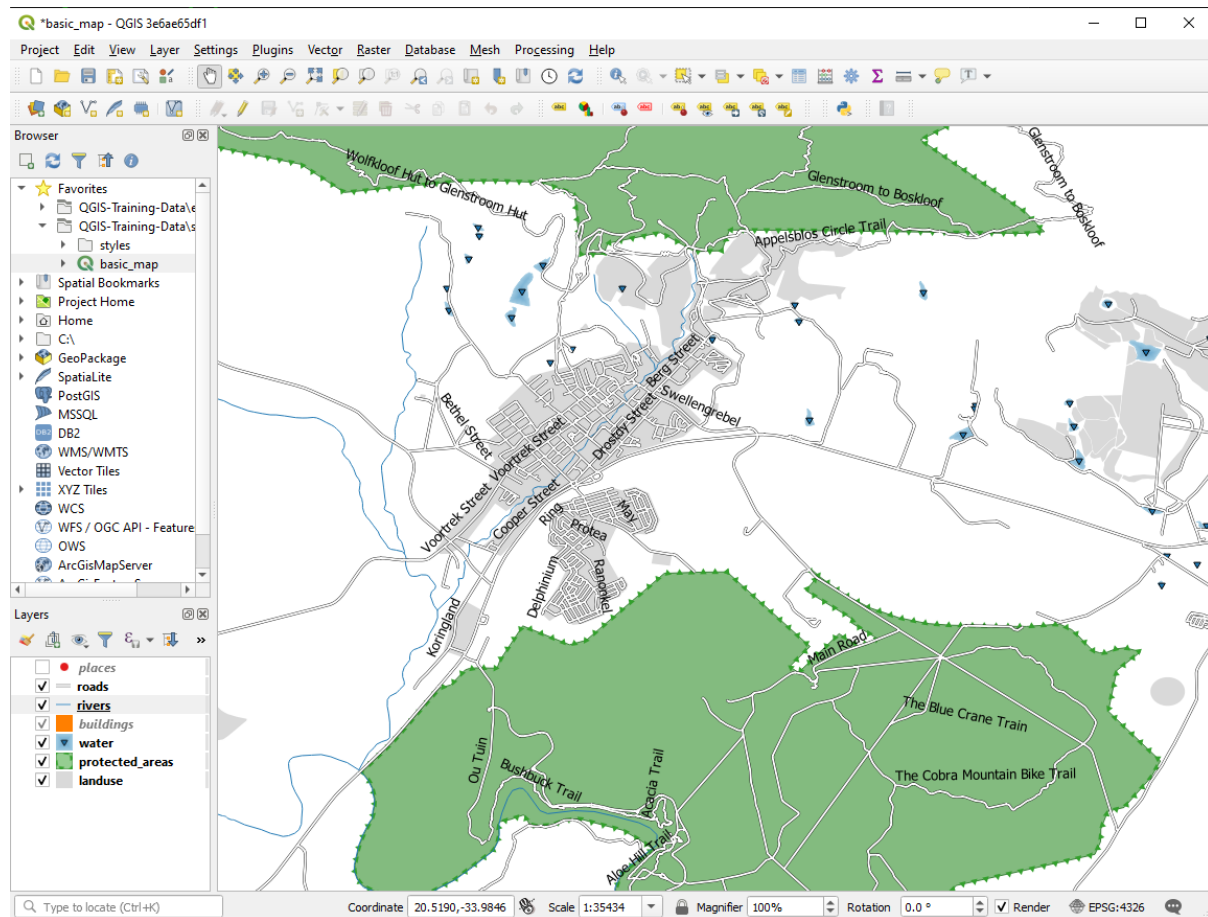 *basic_map - QGIS 3e6ae65df1
Project Edit View Layer Settings Plugins Vector Raster Database Mesh Processing Help
Browser
Favorites
QGIS-Training-Data\e
QGIS-Training-Data\s
styles
basic_map
Spatial Bookmarks
Project Home
Home
C:\
GeoPackage
SpatiaLite
PostGIS
MSSQL
DB2
WMS/WMTS
Vector Tiles
XYZ Tiles
WCS
WFS / OGC API - Feature
OWS
ArcGisMapServer
Layers
places
roads
rivers
buildings
water
protected_areas
landuse
Wolfkloof Hut to Glenstroom Hut
Glenstroom to Boskloof
Glenstroom to Boskloof
Appelsblos Circle Trail
Berg Street
Swellengrebel
Bethel Street
Drostdy Street
Voortrek Street
Voortrek Street
Cooper Street
Ring
May
Protea
Delphinium
Ranonkel
Koringland
Main Road
The Blue Crane Train
The Cobra Mountain Bike Trail
Ou Tuin
Bushbuck Trail
Acacia Trail
Aloe Hill Trail
Type to locate (Ctrl+K) Coordinate 20.5190,-33.9846 Scale 1:35434 Magnifier 100% Rotation 0.0 ° Render EPSG:4326